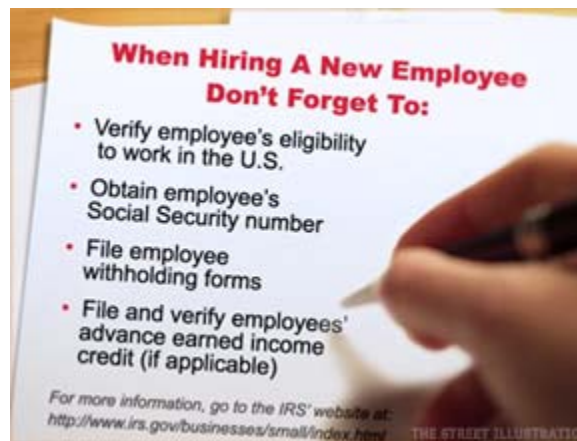 When Hiring A New Employee
Don't Forget To:
• Verify employee's eligibility
to work in the U.S.
• Obtain employee's
Social Security number
• File employee
withholding forms
• File and verify employees'
advance earned income
credit (if applicable)
For more information, go to the IRS' website at:
http://www.irs.gov/businesses/small/index.html
THE STREET ILLUSTRATIO